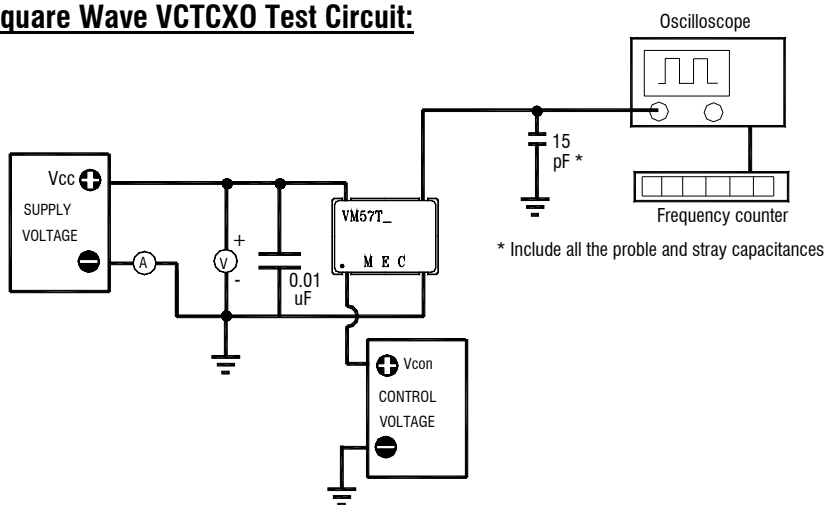 quare Wave VCTCXO Test Circuit:
Oscilloscope
15
pF *
Vcc
SUPPLY
VOLTAGE
A
V
+
-
0.01
uF
VM57T_
M E C
Frequency counter
* Include all the proble and stray capacitances
Vcon
CONTROL
VOLTAGE